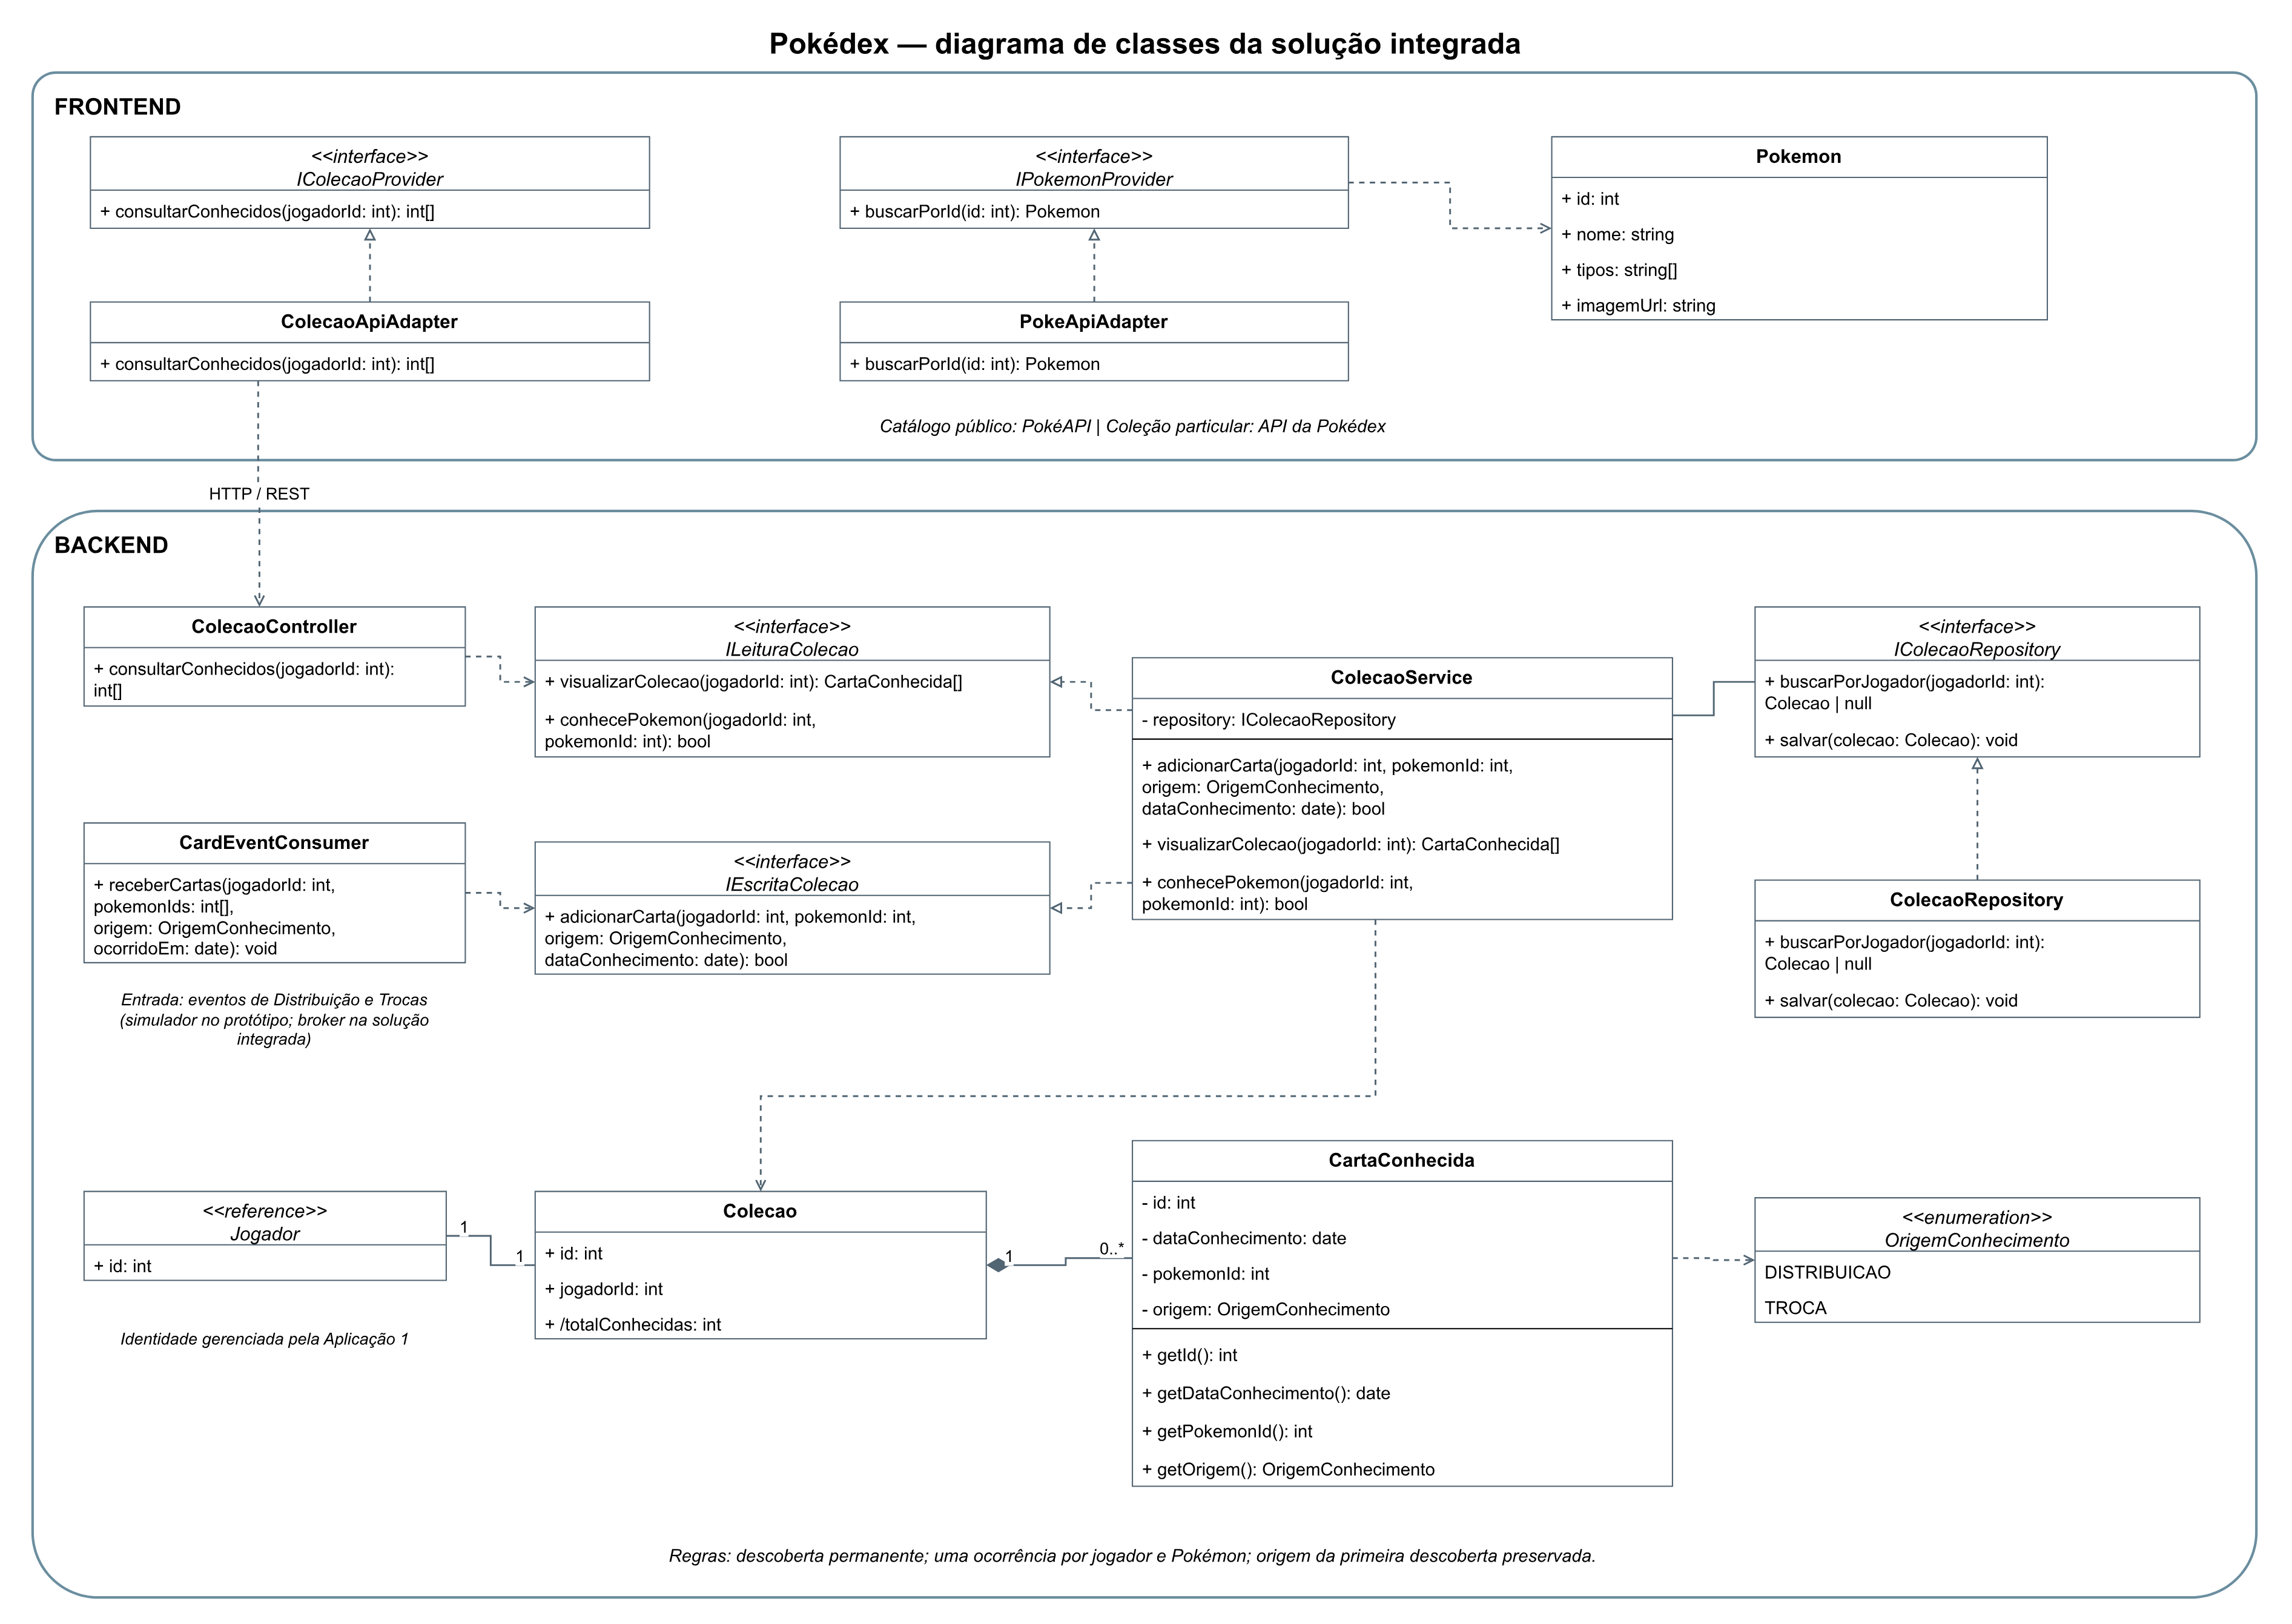 Pokédex — diagrama de classes da solução integrada
FRONTEND
<<interface>>
IColecaoProvider
+ consultarConhecidos(jogadorId: int): int[]
<<interface>>
IPokemonProvider
+ buscarPorId(id: int): Pokemon
Pokemon
+ id: int
+ nome: string
+ tipos: string[]
+ imagemUrl: string
ColecaoApiAdapter
+ consultarConhecidos(jogadorId: int): int[]
PokeApiAdapter
+ buscarPorId(id: int): Pokemon
Catálogo público: PokéAPI | Coleção particular: API da Pokédex
HTTP / REST
BACKEND
ColecaoController
+ consultarConhecidos(jogadorId: int):
int[]
<<interface>>
ILeituraColecao
+ visualizarColecao(jogadorId: int): CartaConhecida[]
+ conhecePokemon(jogadorId: int,
pokemonId: int): bool
ColecaoService
- repository: IColecaoRepository
+ adicionarCarta(jogadorId: int, pokemonId: int,
origem: OrigemConhecimento,
dataConhecimento: date): bool
+ visualizarColecao(jogadorId: int): CartaConhecida[]
+ conhecePokemon(jogadorId: int,
pokemonId: int): bool
<<interface>>
IColecaoRepository
+ buscarPorJogador(jogadorId: int):
Colecao | null
+ salvar(colecao: Colecao): void
CardEventConsumer
+ receberCartas(jogadorId: int,
pokemonIds: int[],
origem: OrigemConhecimento,
ocorridoEm: date): void
<<interface>>
IEscritaColecao
+ adicionarCarta(jogadorId: int, pokemonId: int,
origem: OrigemConhecimento,
dataConhecimento: date): bool
ColecaoRepository
+ buscarPorJogador(jogadorId: int):
Colecao | null
+ salvar(colecao: Colecao): void
Entrada: eventos de Distribuição e Trocas
(simulador no protótipo; broker na solução
integrada)
<<reference>>
Jogador
+ id: int
1
1
Identidade gerenciada pela Aplicação 1
Colecao
+ id: int
+ jogadorId: int
+ /totalConhecidas: int
1
0..*
CartaConhecida
- id: int
- dataConhecimento: date
- pokemonId: int
- origem: OrigemConhecimento
+ getId(): int
+ getDataConhecimento(): date
+ getPokemonId(): int
+ getOrigem(): OrigemConhecimento
<<enumeration>>
OrigemConhecimento
DISTRIBUICAO
TROCA
Regras: descoberta permanente; uma ocorrência por jogador e Pokémon; origem da primeira descoberta preservada.